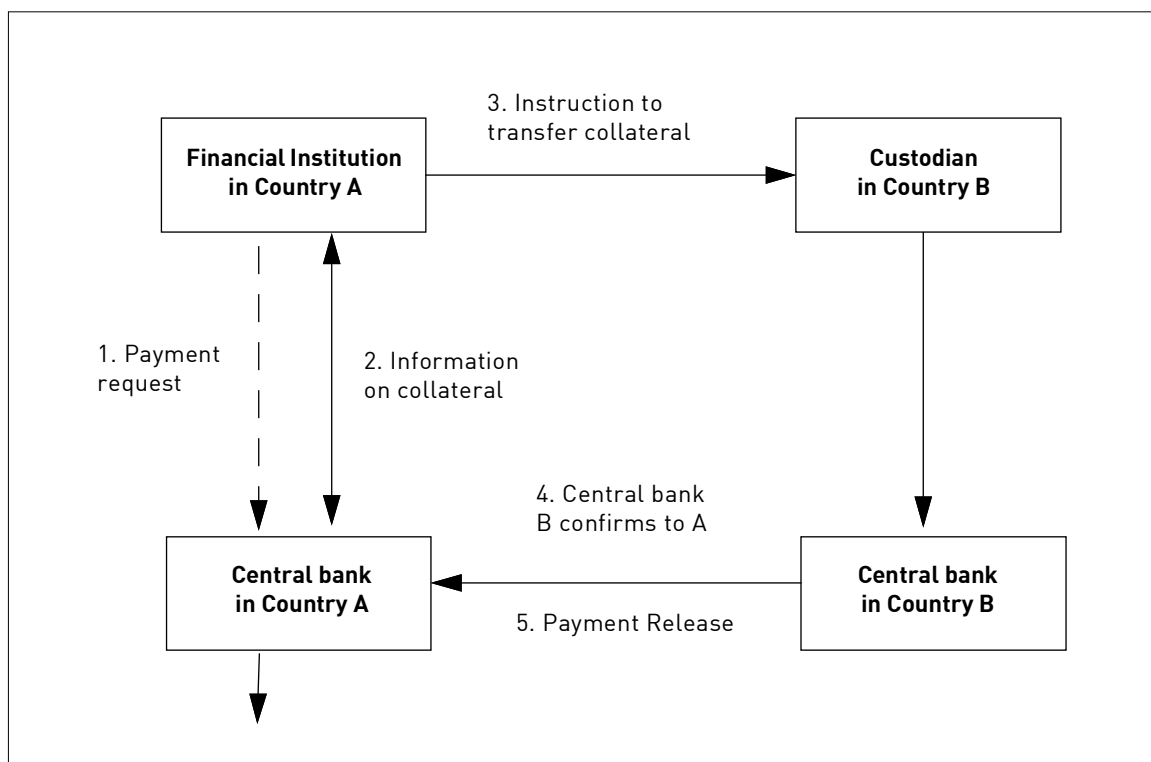 3. Instruction to
transfer collateral
Financial Institution
in Country A
Custodian
in Country B
1. Payment
request
2. Information
on collateral
4. Central bank
B confirms to A
Central bank
in Country A
Central bank
in Country B
5. Payment Release